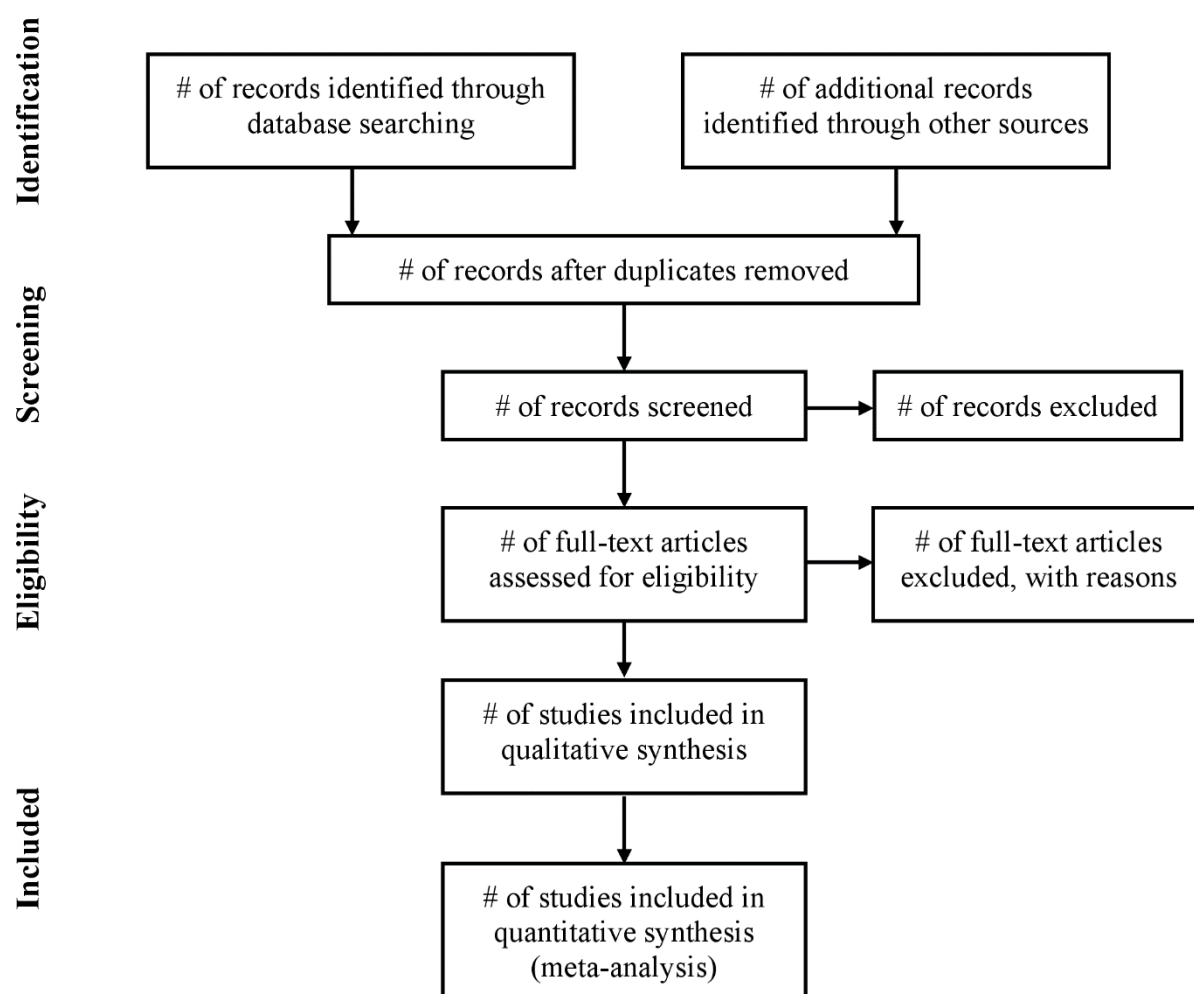 Identification
# of records identified through
database searching
# of additional records
identified through other sources
# of records after duplicates removed
Screening
# of records screened
# of records excluded
Eligibility
# of full-text articles
assessed for eligibility
# of full-text articles
excluded, with reasons
# of studies included in
qualitative synthesis
Included
# of studies included in
quantitative synthesis
(meta-analysis)